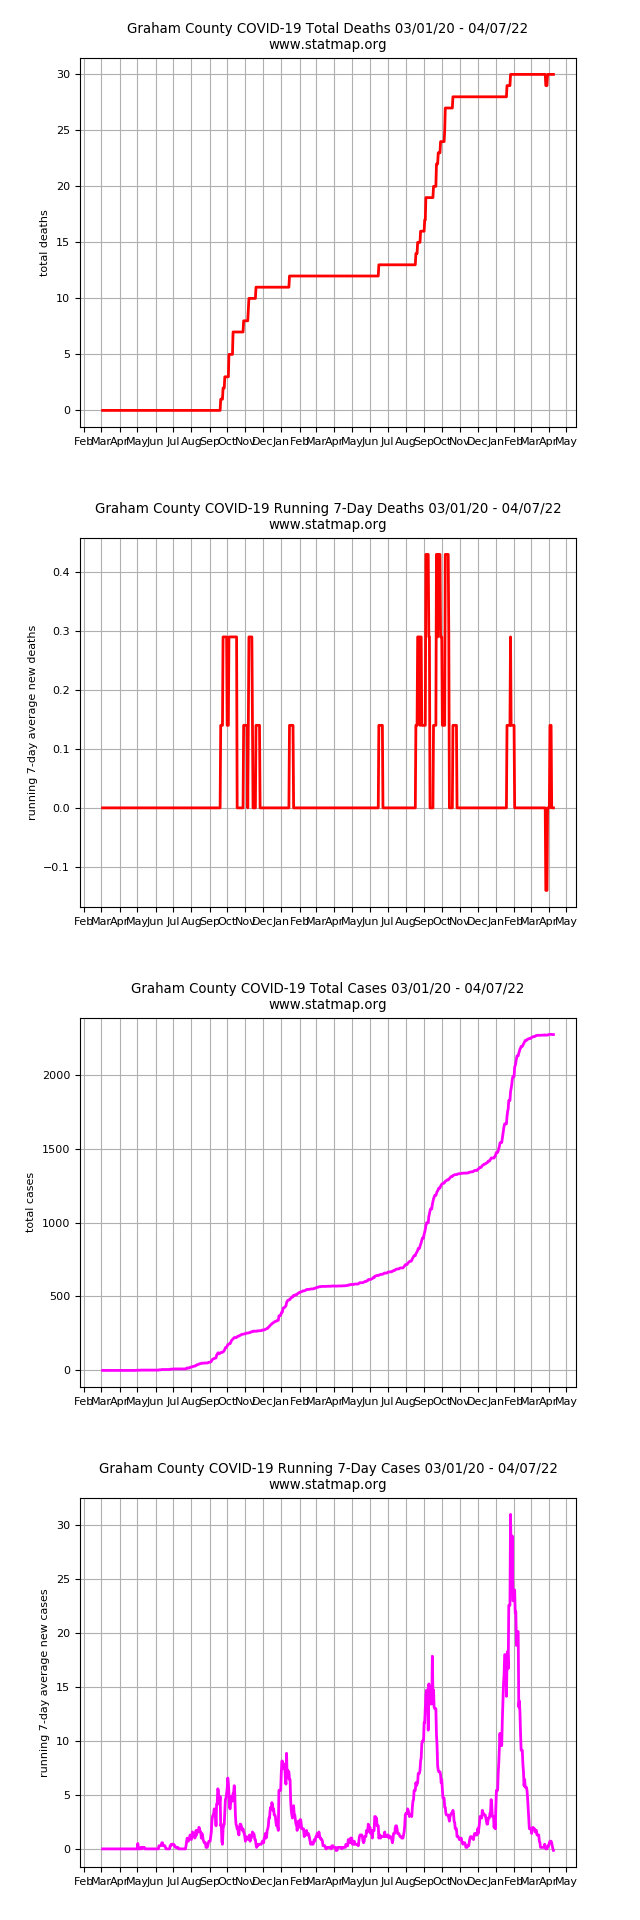 Graham County COVID-19 Total Deaths 03/01/20 - 04/07/22
www.statmap.org
total deaths
30
25
20
15
10
5
0
Feb Mar Apr May Jun Jul Aug Sep Oct Nov Dec Jan Feb Mar Apr May Jun Jul Aug Sep Oct Nov Dec Jan Feb Mar Apr May
Graham County COVID-19 Running 7-Day Deaths 03/01/20 - 04/07/22
www.statmap.org
running 7-day average new deaths
0.4
0.3
0.2
0.1
0.0
−0.1
Feb Mar Apr May Jun Jul Aug Sep Oct Nov Dec Jan Feb Mar Apr May Jun Jul Aug Sep Oct Nov Dec Jan Feb Mar Apr May
Graham County COVID-19 Total Cases 03/01/20 - 04/07/22
www.statmap.org
total cases
2000
1500
1000
500
0
Feb Mar Apr May Jun Jul Aug Sep Oct Nov Dec Jan Feb Mar Apr May Jun Jul Aug Sep Oct Nov Dec Jan Feb Mar Apr May
Graham County COVID-19 Running 7-Day Cases 03/01/20 - 04/07/22
www.statmap.org
running 7-day average new cases
30
25
20
15
10
5
0
Feb Mar Apr May Jun Jul Aug Sep Oct Nov Dec Jan Feb Mar Apr May Jun Jul Aug Sep Oct Nov Dec Jan Feb Mar Apr May